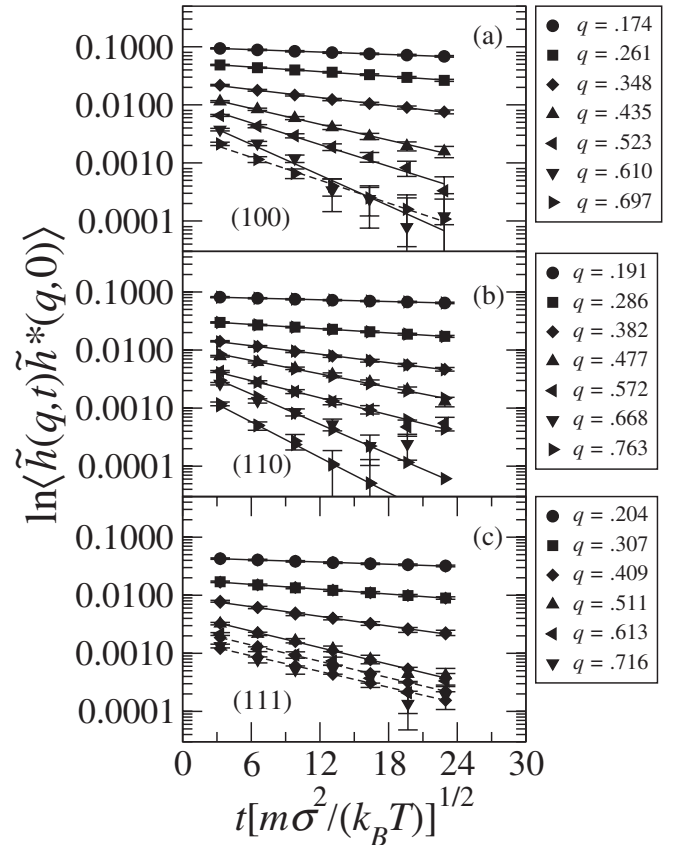 ln⟨h̃(q,t)h̃*(q,0)⟩
0.1000
0.0100
0.0010
0.0001
(a)
(100)
q = .174
q = .261
q = .348
q = .435
q = .523
q = .610
q = .697
0.1000
0.0100
0.0010
0.0001
(b)
(110)
q = .191
q = .286
q = .382
q = .477
q = .572
q = .668
q = .763
0.1000
0.0100
0.0010
0.0001
(c)
(111)
q = .204
q = .307
q = .409
q = .511
q = .613
q = .716
0 6 12 18 24 30
t[mσ²/(k_BT)]^1/2